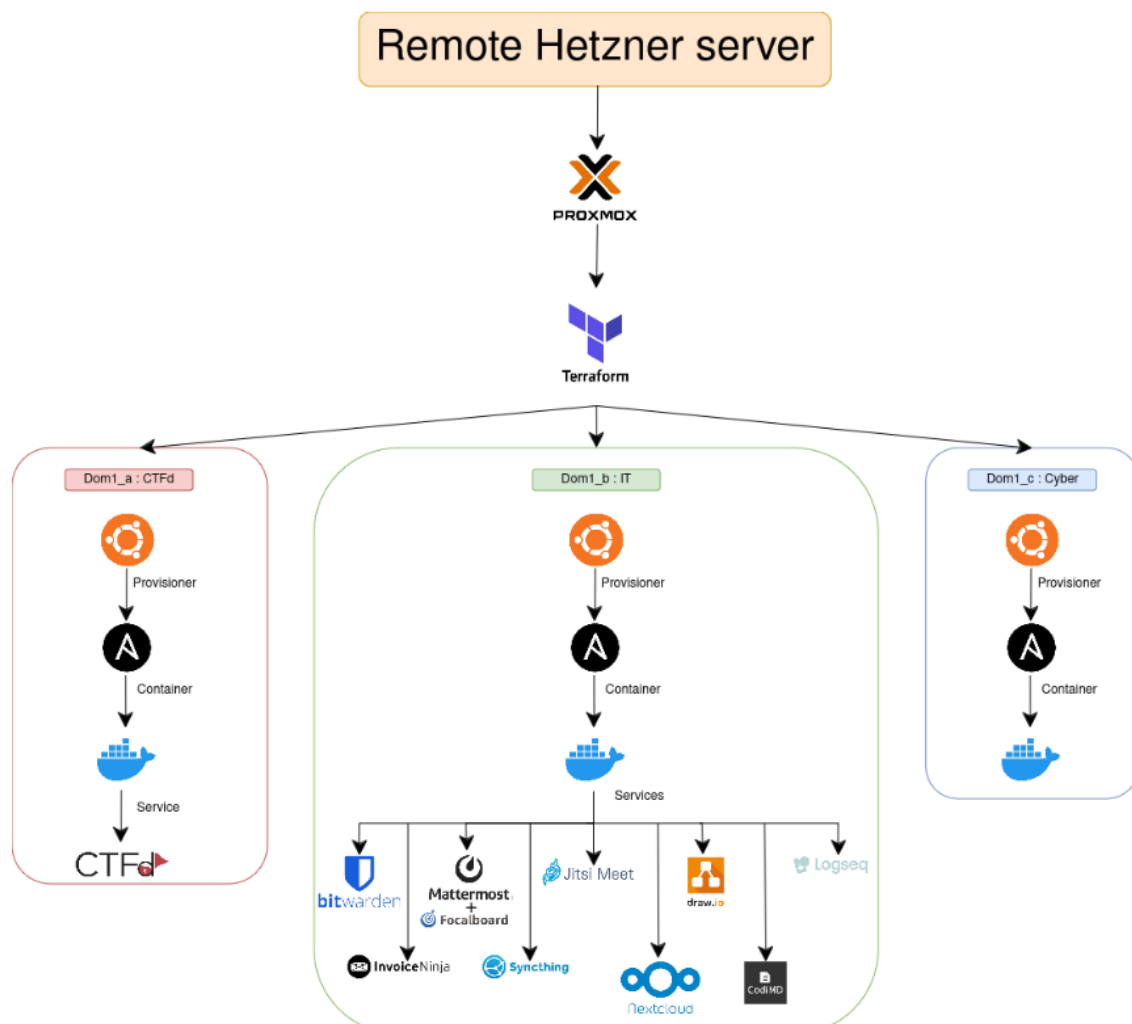 Remote Hetzner server
PROXMOX
Terraform
Dom1_a : CTFd
Dom1_b : IT
Dom1_c : Cyber
Provisioner
Provisioner
Provisioner
Container
Container
Container
Service
Services
CTFd
bitwarden
Mattermost
+
Focalboard
Jitsi Meet
draw.io
Logseq
InvoiceNinja
Syncthing
Nextcloud
CodiMD